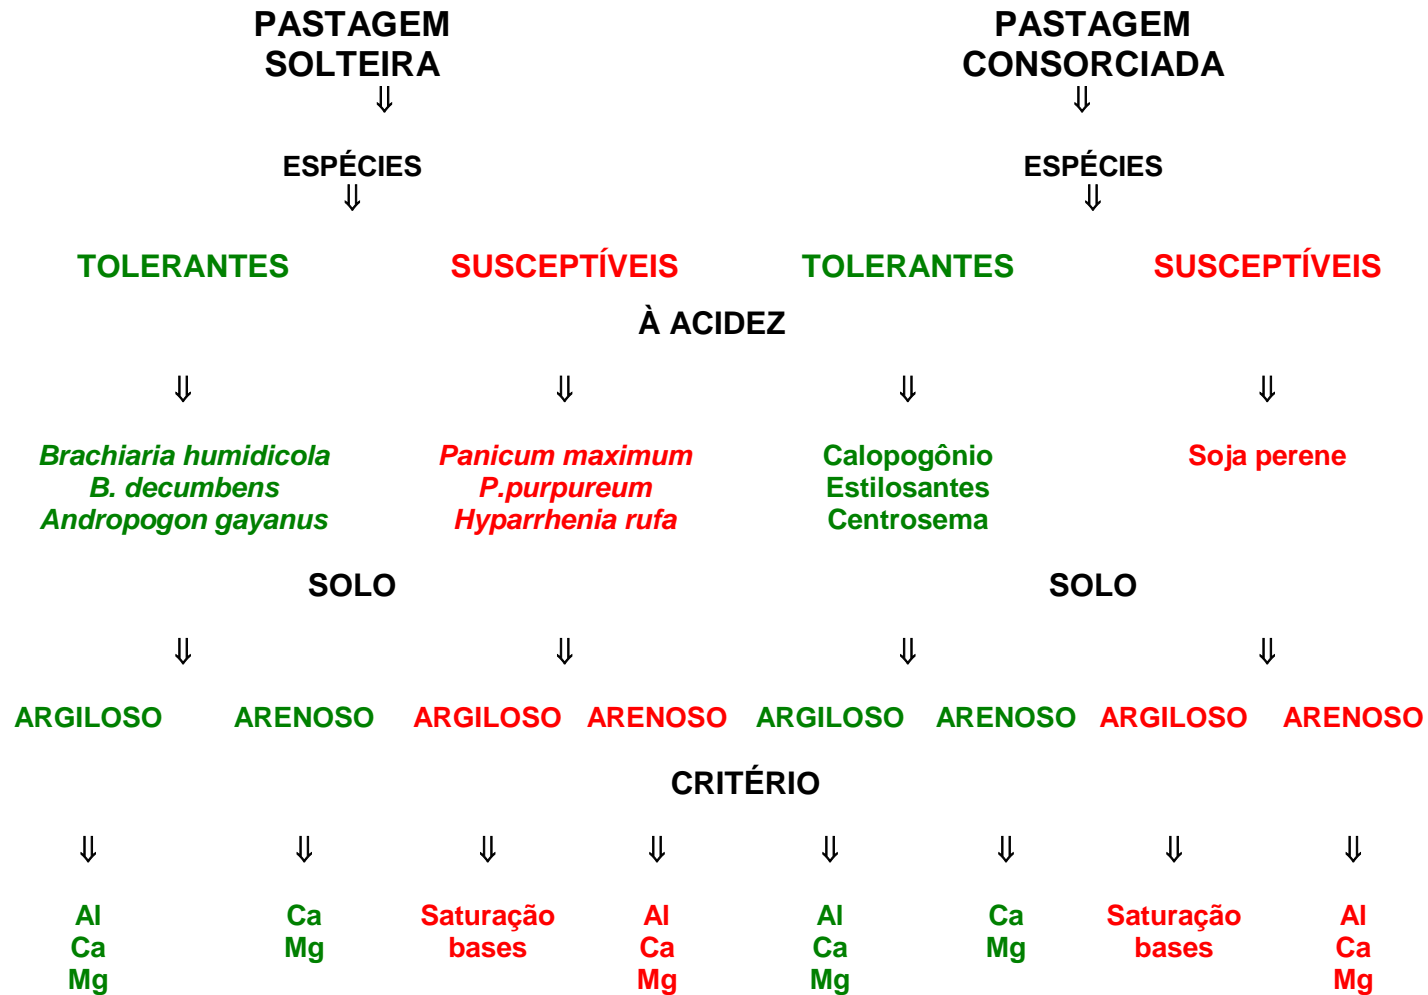 PASTAGEM PASTAGEM
SOLTEIRA CONSORCIADA
⇓ ⇓
ESPÉCIES ESPÉCIES
⇓ ⇓
TOLERANTES SUSCEPTÍVEIS TOLERANTES SUSCEPTÍVEIS
À ACIDEZ
⇓ ⇓ ⇓ ⇓
Brachiaria humidicola Panicum maximum Calopogônio Soja perene
B. decumbens P.purpureum Estilosantes
Andropogon gayanus Hyparrhenia rufa Centrosema
SOLO SOLO
⇓ ⇓ ⇓ ⇓
ARGILOSO ARENOSO ARGILOSO ARENOSO ARGILOSO ARENOSO ARGILOSO ARENOSO
CRITÉRIO
⇓ ⇓ ⇓ ⇓ ⇓ ⇓ ⇓ ⇓
Al Ca Saturação Al Al Ca Saturação Al
Ca Mg bases Ca Ca Mg bases Ca
Mg Mg Mg Mg